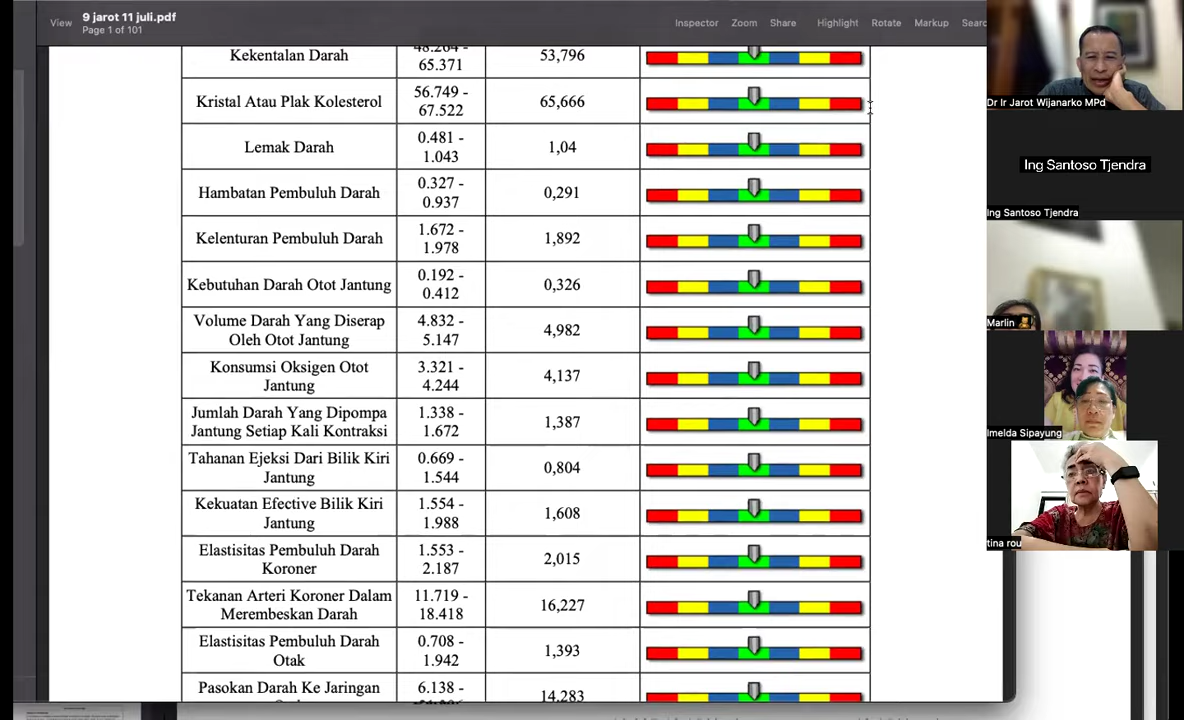 View
9 jarot 11 juli.pdf
Page 1 of 101
Inspector Zoom Share Highlight Rotate Markup
Kekentalan Darah
65.371
53,796
Kristal Atau Plak Kolesterol
56.749 -
67.522
65,666
Lemak Darah
0.481 -
1.043
1,04
Hambatan Pembuluh Darah
0.327 -
0.937
0,291
Kelenturan Pembuluh Darah
1.672 -
1.978
1,892
Kebutuhan Darah Otot Jantung
0.192 -
0.412
0,326
Volume Darah Yang Diserap
Oleh Otot Jantung
4.832 -
5.147
4,982
Konsumsi Oksigen Otot
Jantung
3.321 -
4.244
4,137
Jumlah Darah Yang Dipompa
Jantung Setiap Kali Kontraksi
1.338 -
1.672
1,387
Tahanan Ejeksi Dari Bilik Kiri
Jantung
0.669 -
1.544
0,804
Kekuatan Efective Bilik Kiri
Jantung
1.554 -
1.988
1,608
Elastisitas Pembuluh Darah
Koroner
1.553 -
2.187
2,015
Tekanan Arteri Koroner Dalam
Merembeskan Darah
11.719 -
18.418
16,227
Elastisitas Pembuluh Darah
Otak
0.708 -
1.942
1,393
Pasokan Darah Ke Jaringan
6.138 -
14,283
Dr Ir Jarot Wijanarko MPd
Ing Santoso Tjendra
Ing Santoso Tjendra
Marlin
Imelda Sipayung
tina rou